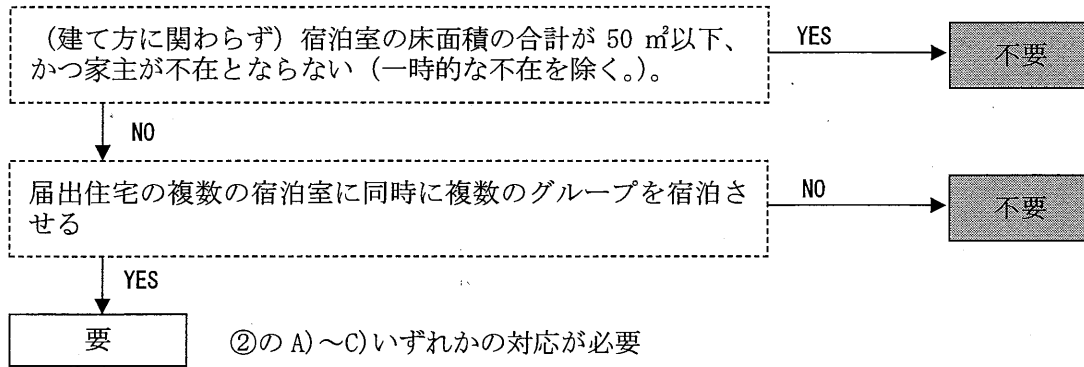 （建て方に関わらず）宿泊室の床面積の合計が 50 ㎡以下、
かつ家主が不在とならない（一時的な不在を除く。）。
YES
不要
NO
届出住宅の複数の宿泊室に同時に複数のグループを宿泊さ
せる
NO
不要
YES
要
②の A)～C)いずれかの対応が必要